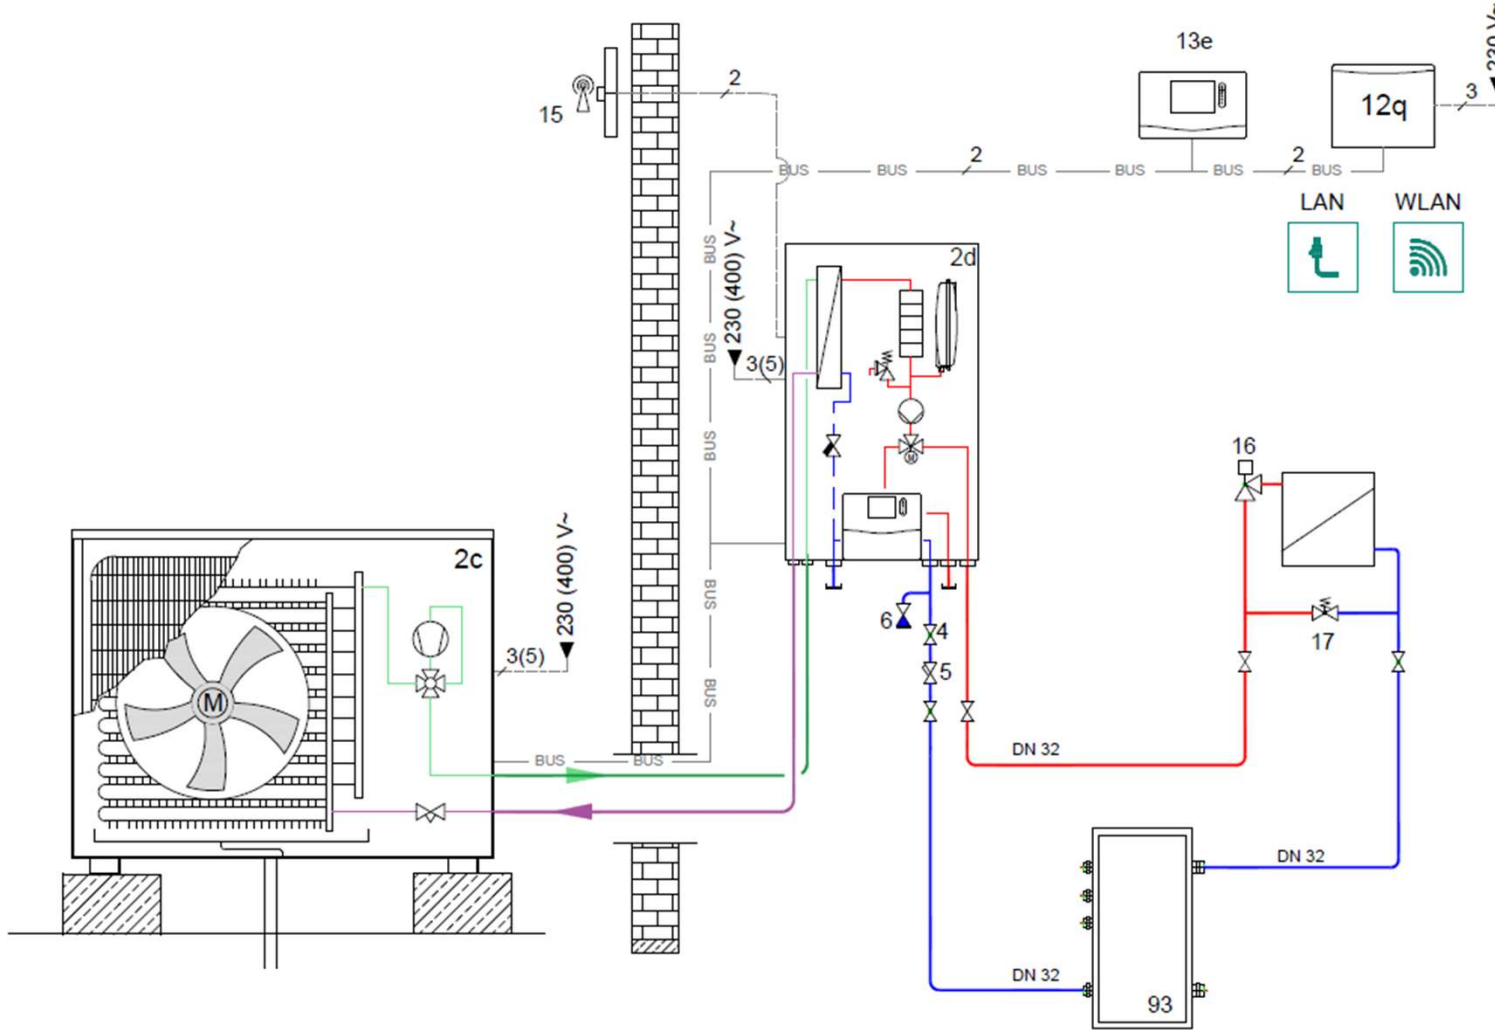 230 V~
13e
2
12q
3
15
BUS
BUS
2
BUS
BUS
BUS
2
BUS
LAN
WLAN
BUS
230 (400) V~
2d
BUS
3(5)
BUS
M
16
2c
230 (400) V~
BUS
6
4
17
3(5)
5
BUS
M
DN 32
BUS
BUS
DN 32
DN 32
93